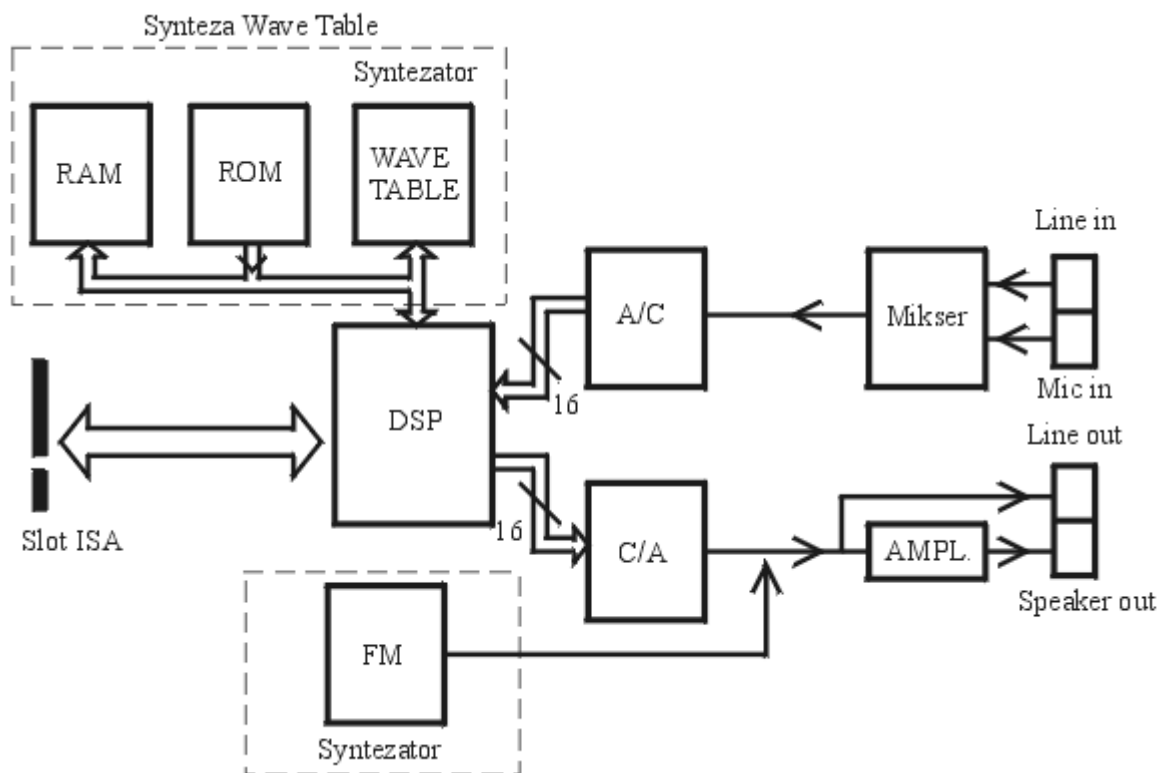 Synteza Wave Table
Syntezator
RAM
ROM
WAVE
TABLE
Line in
A/C
Mikser
Mic in
16
DSP
Line out
16
Slot ISA
C/A
AMPL.
Speaker out
FM
Syntezator